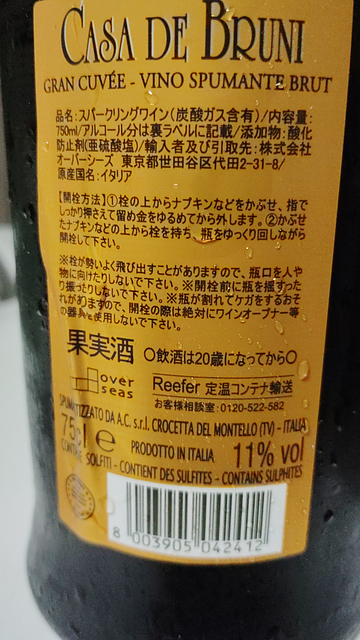 CASA DE BRUNI
GRAN CUVÉE - VINO SPUMANTE BRUT
品名:スパークリングワイン(炭酸ガス含有)/内容量:
750ml/アルコール分は裏ラベルに記載/添加物:酸化
防止剤(亜硫酸塩)/輸入者及び引取先:株式会社
オーバーシーズ 東京都世田谷区代田2-31-8/
原産国名:イタリア
【開栓方法】①栓の上からナプキンなどをかぶせ、指で
しっかり押さえて留め金をゆるめてから外します。②かぶせ
たナプキンなどの上から栓を持ち、瓶をゆっくり回しながら
開栓して下さい。
※栓が勢いよく飛び出すことがありますので、瓶口を人や
物に向けたりしないで下さい。※開栓前に瓶を揺すった
り振ったりしないで下さい。※瓶が割れてケガをするおそ
れがありますので、開栓の際は絶対にワインオープナー等
の器具を使用しないで下さい。
果実酒 〇飲酒は20歳になってから〇
over
seas
Reefer 定温コンテナ輸送
お客様相談室:0120-522-582
SPUMANTIZZATO DA A.C. s.r.l. CROCETTA DEL MONTELLO (TV) - ITALIA
75cl e PRODOTTO IN ITALIA 11% vol
CONTIENE SOLFITI - CONTIENT DES SULFITES - CONTAINS SULPHITES
8 003905 042412